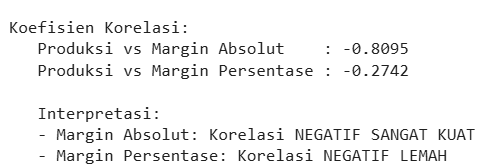 Koefisien Korelasi:
Produksi vs Margin Absolut : -0.8095
Produksi vs Margin Persentase : -0.2742
Interpretasi:
- Margin Absolut: Korelasi NEGATIF SANGAT KUAT
- Margin Persentase: Korelasi NEGATIF LEMAH